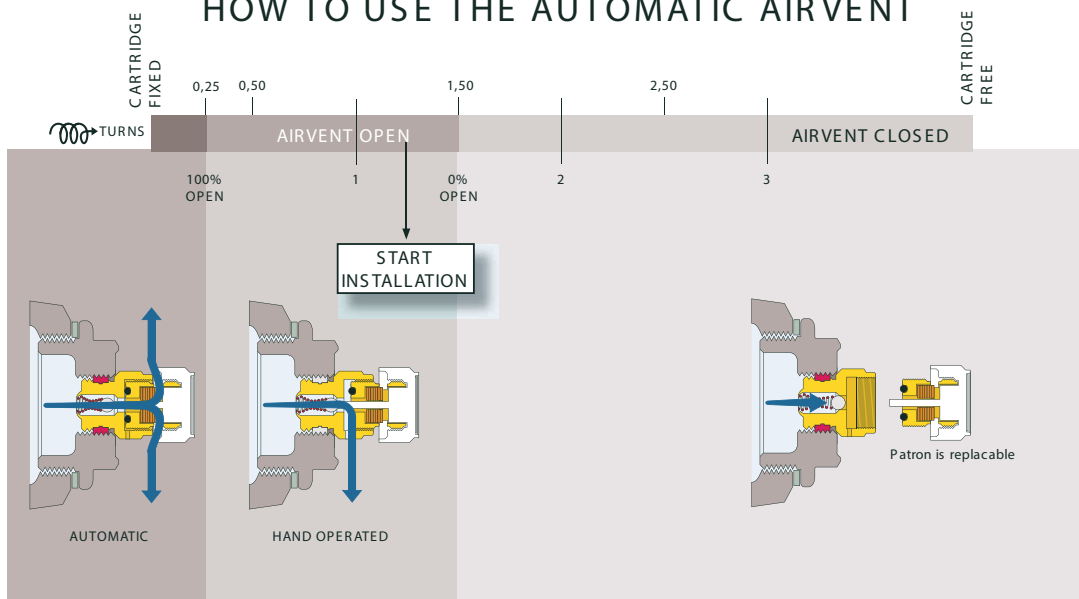 HOW TO USE THE AUTOMATIC AIRVENT
CARTRIDGE
FIXED
CARTRIDGE
FREE
0,25
0,50
1,50
2,50
TURNS
AIRVENT OPEN
AIRVENT CLOSED
100%
OPEN
1
0%
OPEN
2
3
START
INSTALLATION
Patron is replacable
AUTOMATIC
HAND OPERATED